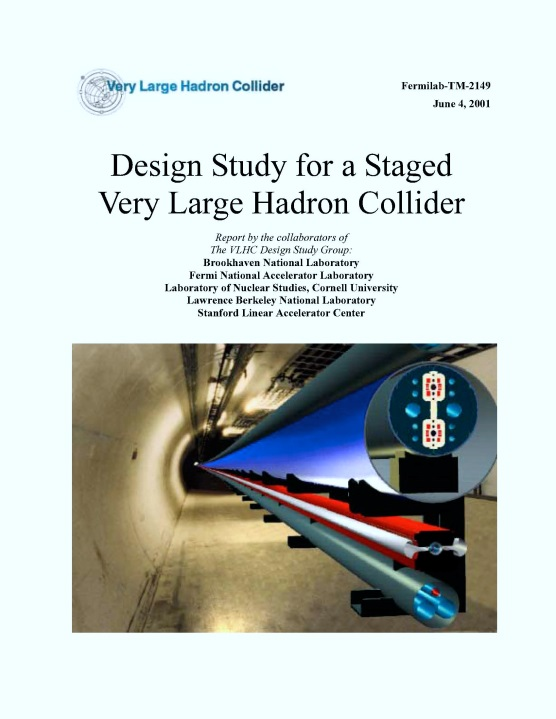 Very Large Hadron Collider
Fermilab-TM-2149
June 4, 2001
Design Study for a Staged
Very Large Hadron Collider
Report by the collaborators of
The VLHC Design Study Group:
Brookhaven National Laboratory
Fermi National Accelerator Laboratory
Laboratory of Nuclear Studies, Cornell University
Lawrence Berkeley National Laboratory
Stanford Linear Accelerator Center